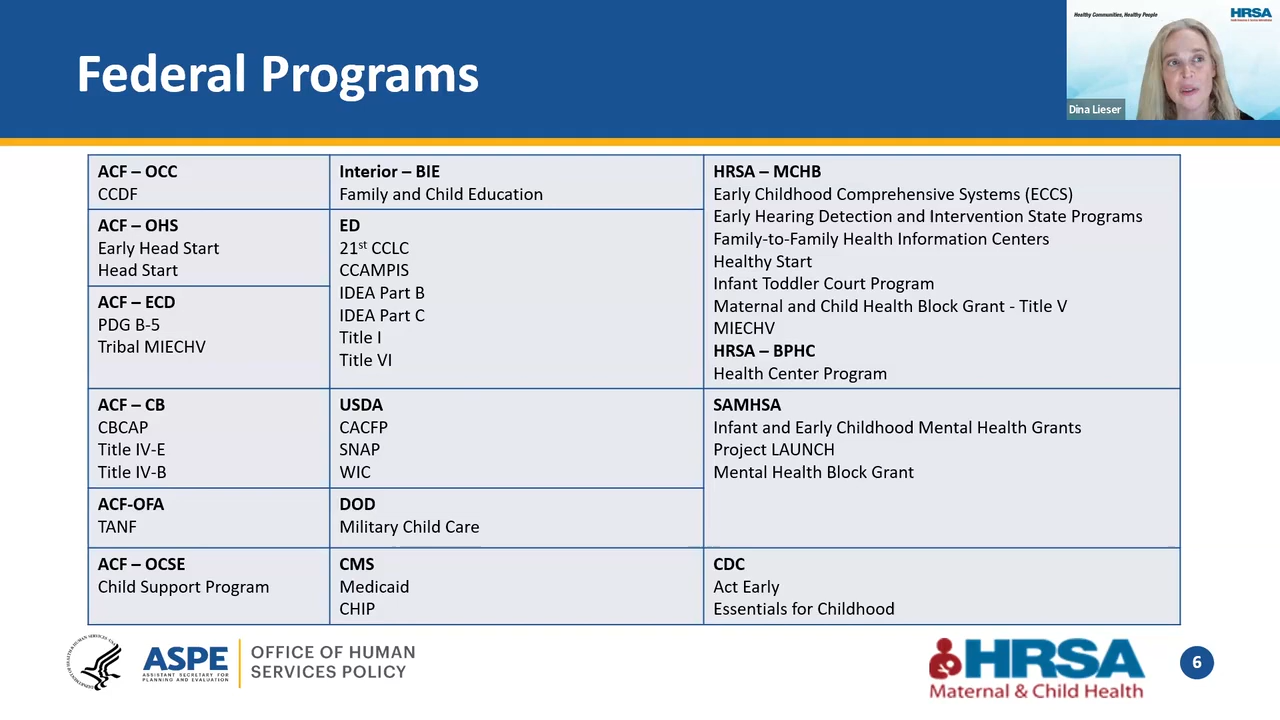 Federal Programs
Healthy Communities, Healthy People
HRSA
Dina Lieser
ACF – OCC
CCDF
ACF – OHS
Early Head Start
Head Start
ACF – ECD
PDG B-5
Tribal MIECHV
ACF – CB
CBCAP
Title IV-E
Title IV-B
ACF-OFA
TANF
ACF – OCSE
Child Support Program
Interior – BIE
Family and Child Education
ED
21st CCLC
CCAMPIS
IDEA Part B
IDEA Part C
Title I
Title VI
USDA
CACFP
SNAP
WIC
DOD
Military Child Care
CMS
Medicaid
CHIP
HRSA – MCHB
Early Childhood Comprehensive Systems (ECCS)
Early Hearing Detection and Intervention State Programs
Family-to-Family Health Information Centers
Healthy Start
Infant Toddler Court Program
Maternal and Child Health Block Grant - Title V
MIECHV
HRSA – BPHC
Health Center Program
SAMHSA
Infant and Early Childhood Mental Health Grants
Project LAUNCH
Mental Health Block Grant
CDC
Act Early
Essentials for Childhood
ASPE
ASSISTANT SECRETARY FOR
PLANNING AND EVALUATION
OFFICE OF HUMAN
SERVICES POLICY
HRSA
Maternal & Child Health
6